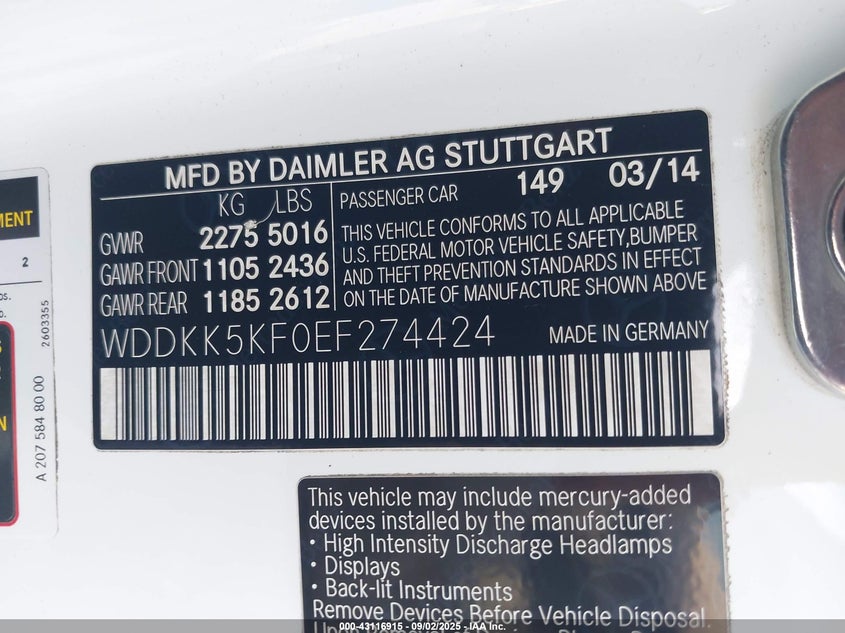 MFD BY DAIMLER AG STUTTGART
KG LBS
GVWR 2275 5016
GAWR FRONT 1105 2436
GAWR REAR 1185 2612
PASSENGER CAR 149 03/14
THIS VEHICLE CONFORMS TO ALL APPLICABLE
U.S. FEDERAL MOTOR VEHICLE SAFETY,BUMPER
AND THEFT PREVENTION STANDARDS IN EFFECT
ON THE DATE OF MANUFACTURE SHOWN ABOVE
WDDKK5KF0EF274424 MADE IN GERMANY
MENT
2
A 207 584 80 00
2603355
This vehicle may include mercury-added
devices installed by the manufacturer:
• High Intensity Discharge Headlamps
• Displays
• Back-lit Instruments
Remove Devices Before Vehicle Disposal.
000-43116915 - 09/02/2025 - IAA Inc.